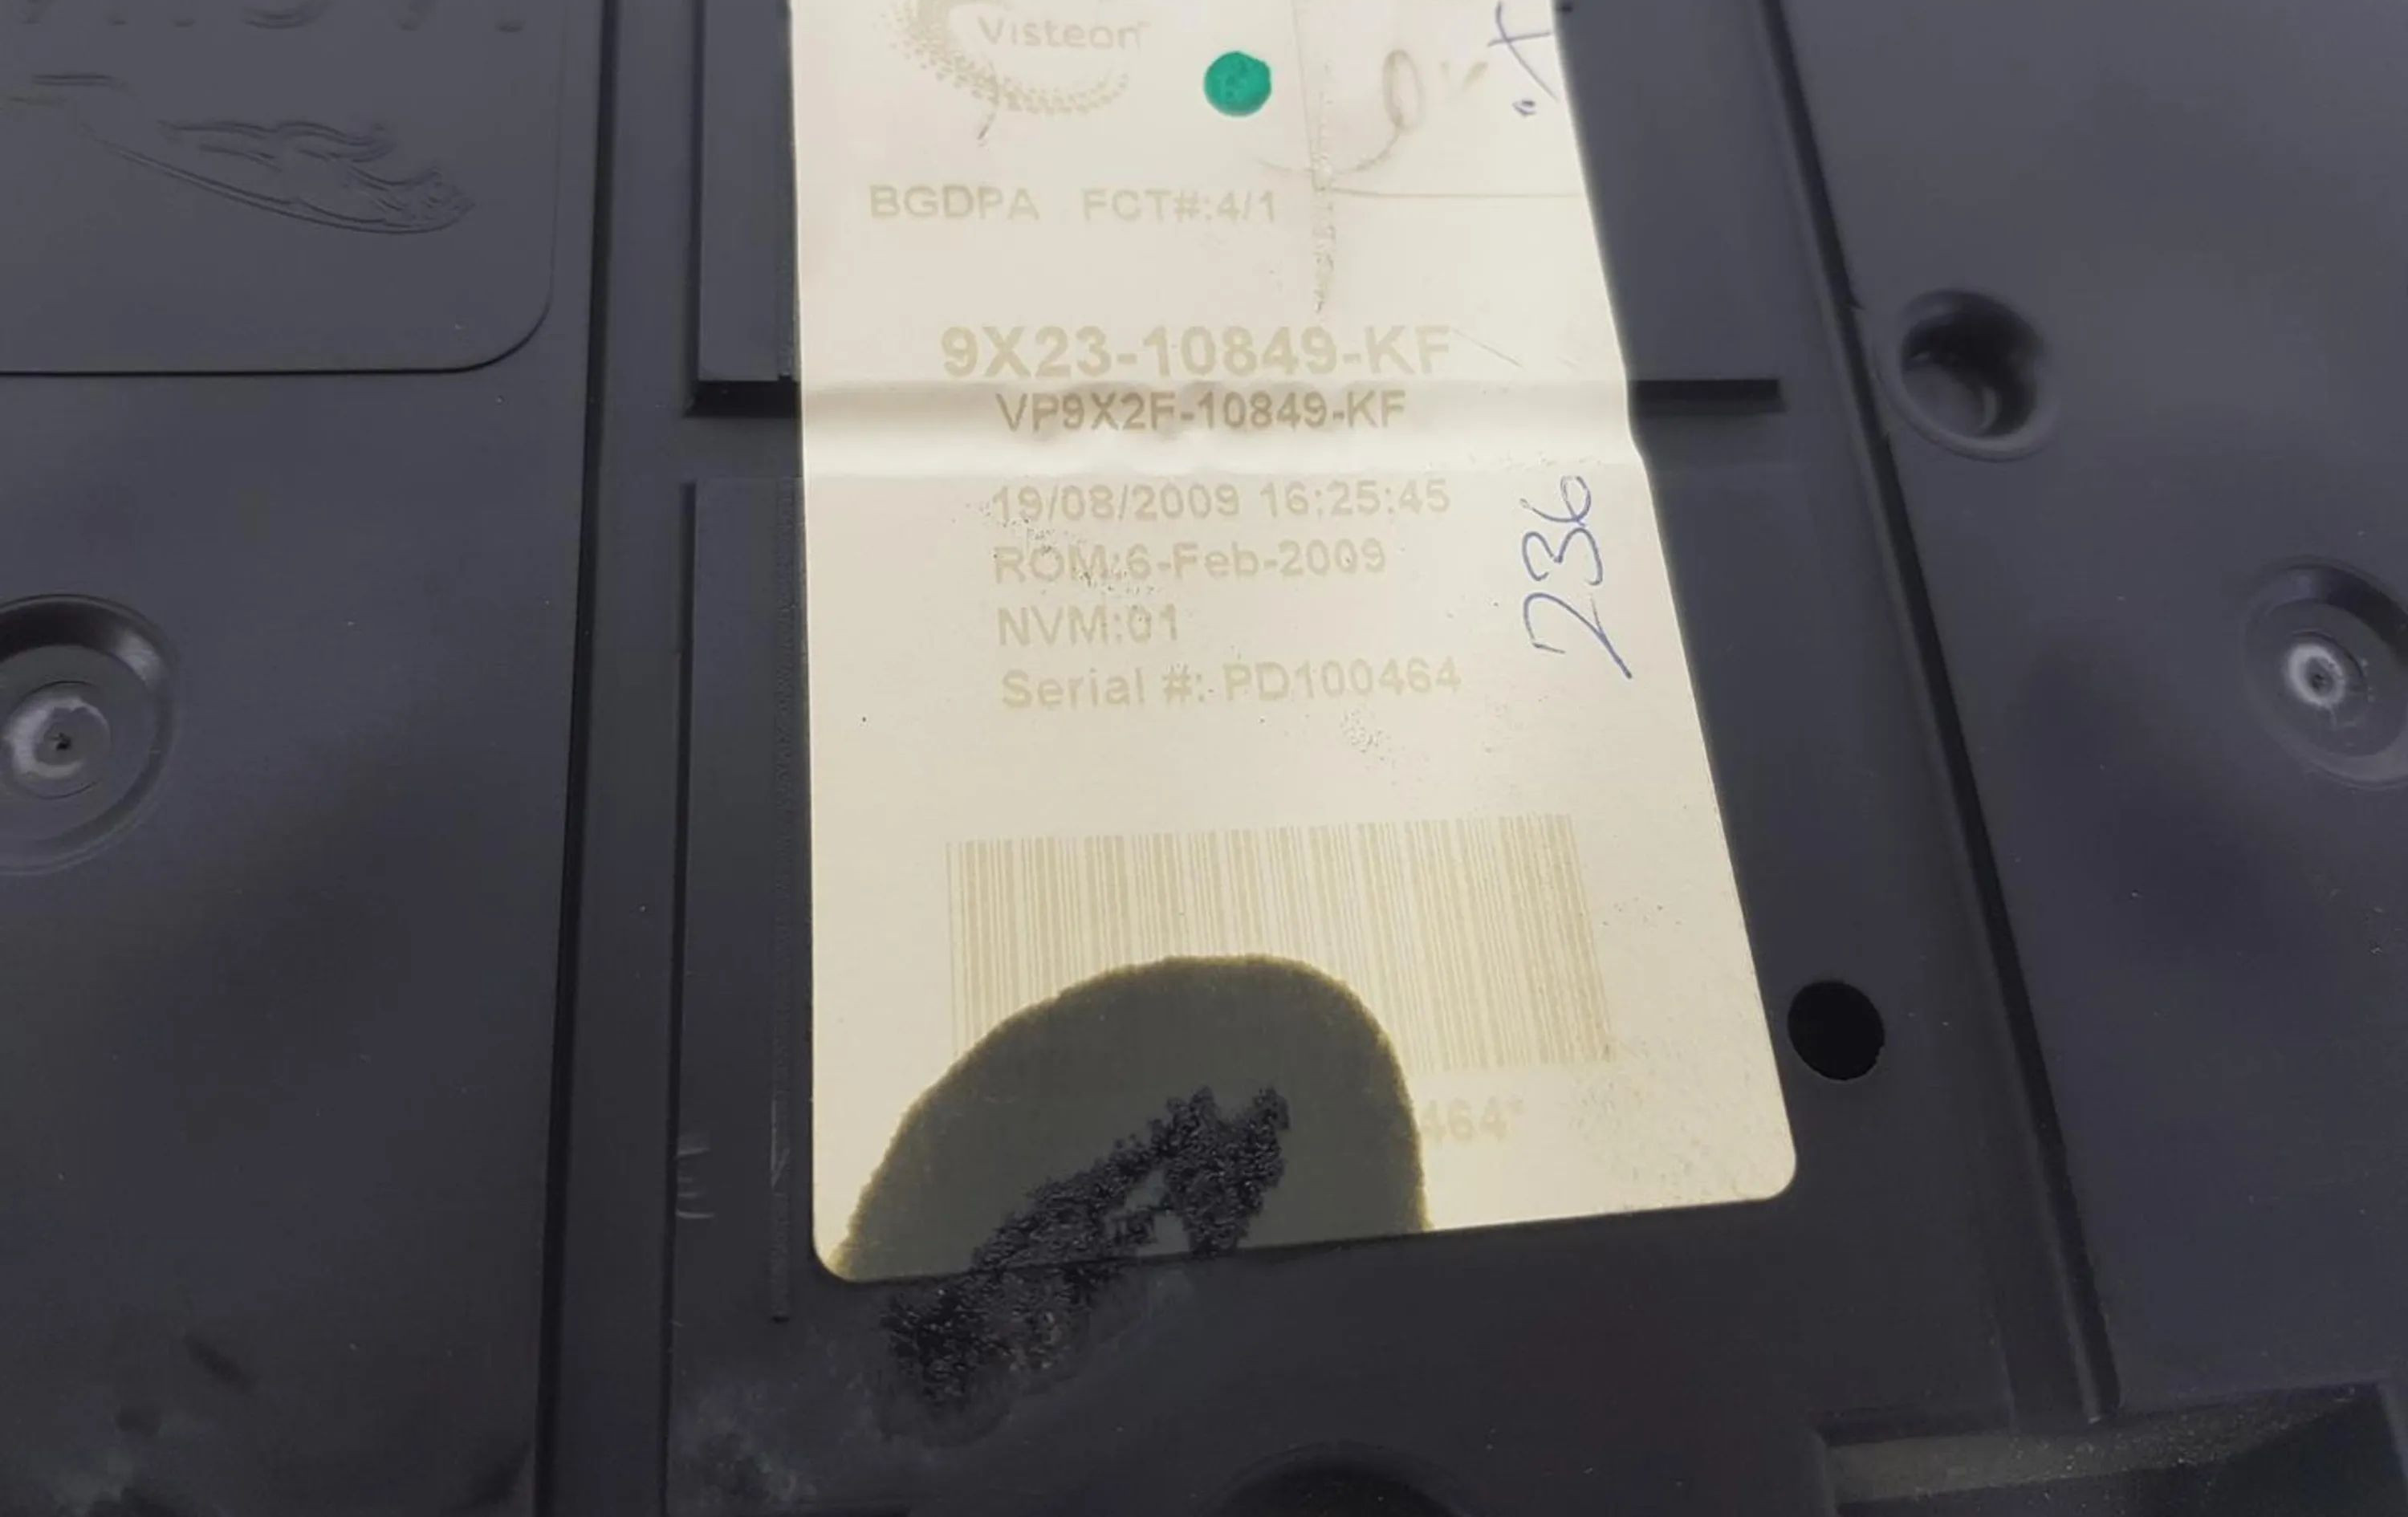 Visteon
BGDPA FCT#:4/1
9X23-10849-KF
VP9X2F-10849-KF
19/08/2009 16:25:45
ROM:6-Feb-2009
NVM:01
Serial #: PD100464
236
464*